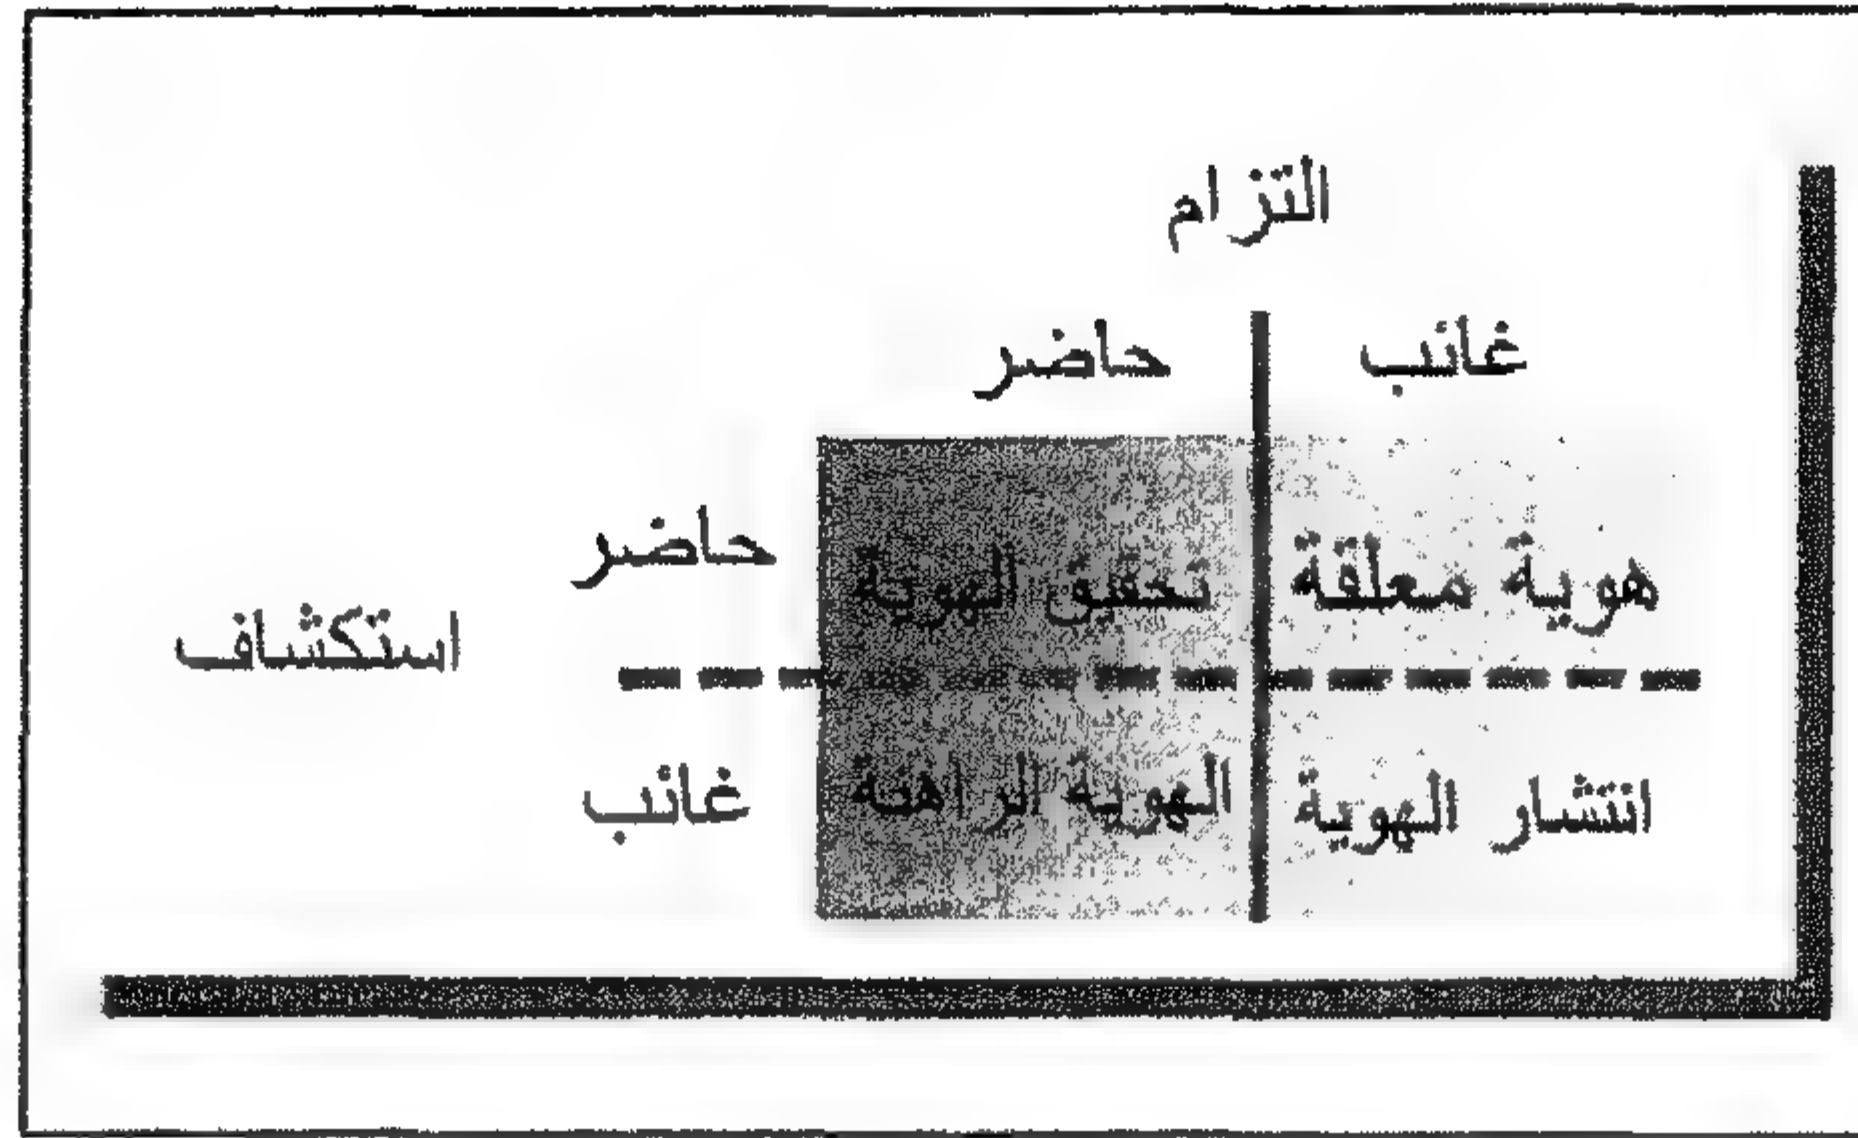 التزام
غائب حاضر
حاضر
هوية معلقة تحقيق الهوية
استكشاف
غائب
انتشار الهوية الهوية الراهنة